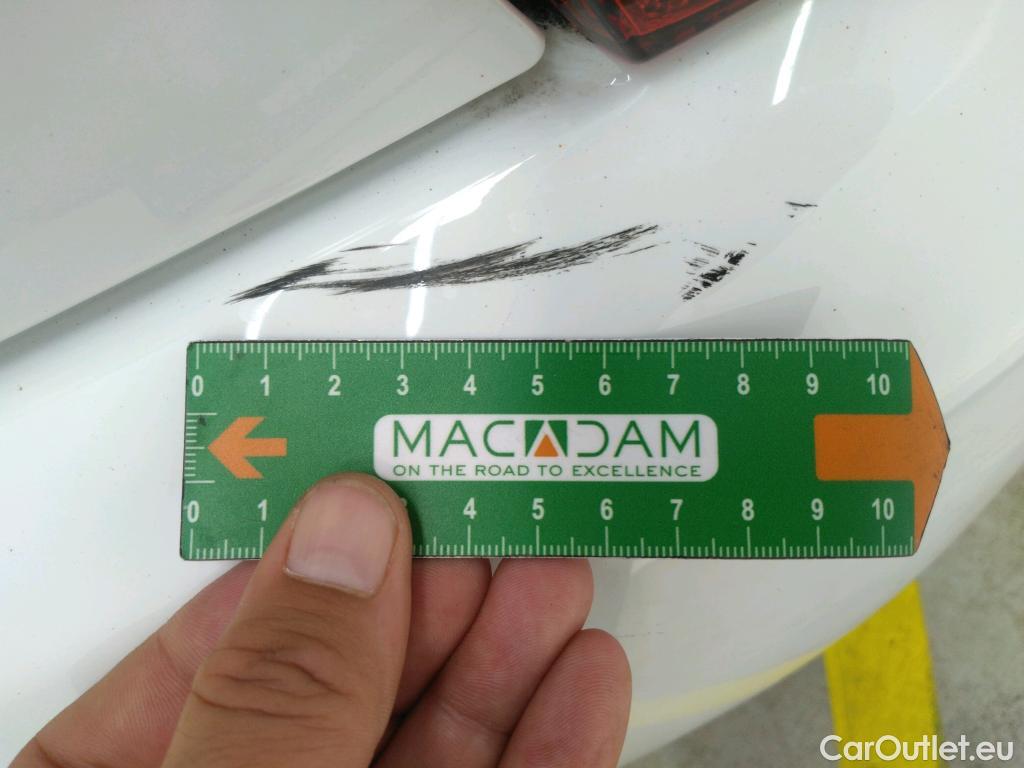 0 1 2 3 4 5 6 7 8 9 10
MACADAM
ON THE ROAD TO EXCELLENCE
0 1 4 5 6 7 8 9 10
CarOutlet.eu